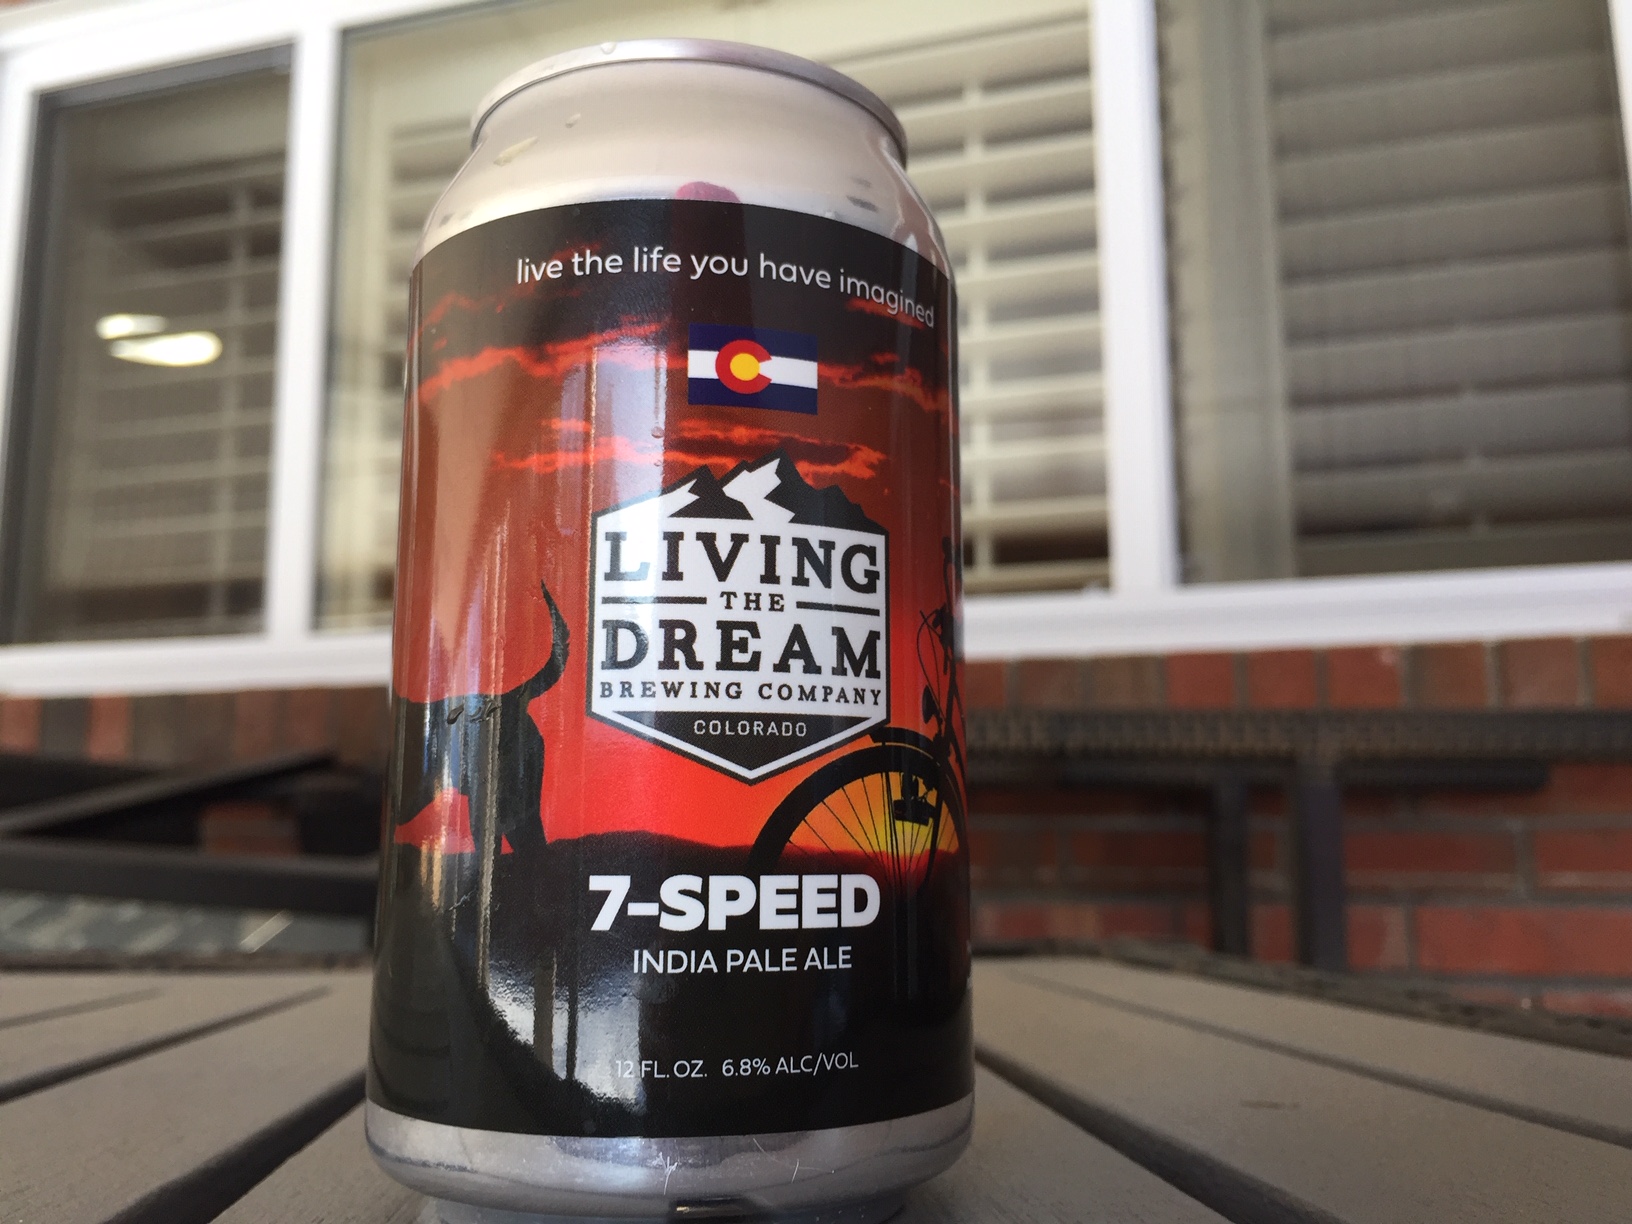 live the life you have imagined
LIVING
THE
DREAM
BREWING COMPANY
COLORADO
7-SPEED
INDIA PALE ALE
12 FL. OZ. 6.8% ALC/VOL